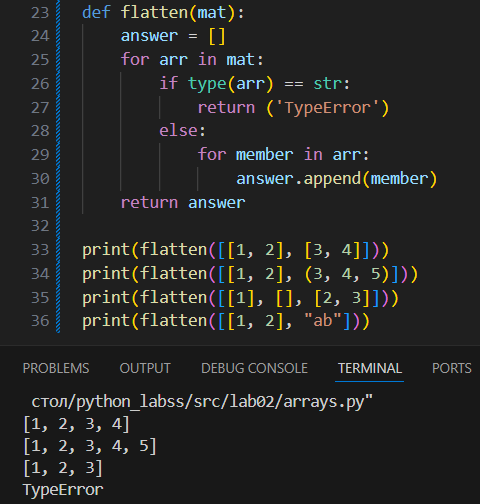 23 def flatten(mat):
24     answer = []
25     for arr in mat:
26         if type(arr) == str:
27             return ('TypeError')
28         else:
29             for member in arr:
30                 answer.append(member)
31     return answer
32
33 print(flatten([[1, 2], [3, 4]]))
34 print(flatten([[1, 2], (3, 4, 5)]))
35 print(flatten([[1], [], [2, 3]]))
36 print(flatten([[1, 2], "ab"]))
PROBLEMS OUTPUT DEBUG CONSOLE TERMINAL PORTS
стол/python_labss/src/lab02/arrays.py"
[1, 2, 3, 4]
[1, 2, 3, 4, 5]
[1, 2, 3]
TypeError